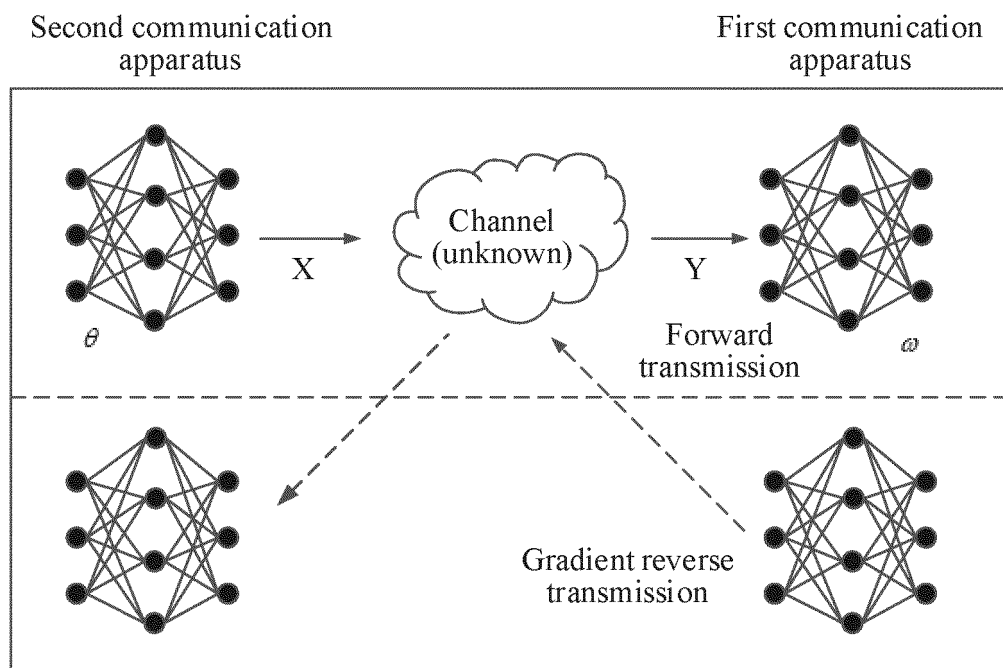 Second communication
apparatus
First communication
apparatus
Channel
(unknown)
X
Y
θ
Forward
transmission
ω
Gradient reverse
transmission